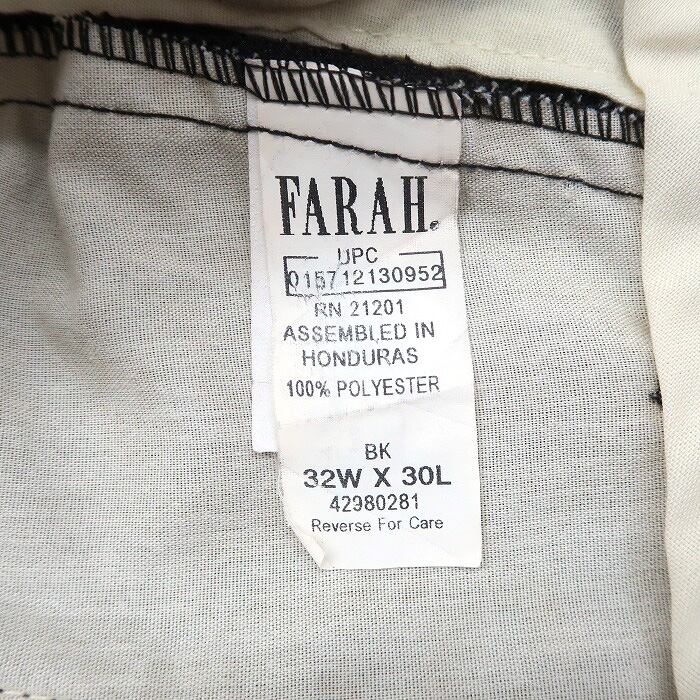 FARAH.
UPC
015712130952
RN 21201
ASSEMBLED IN
HONDURAS
100% POLYESTER
BK
32W X 30L
42980281
Reverse For Care